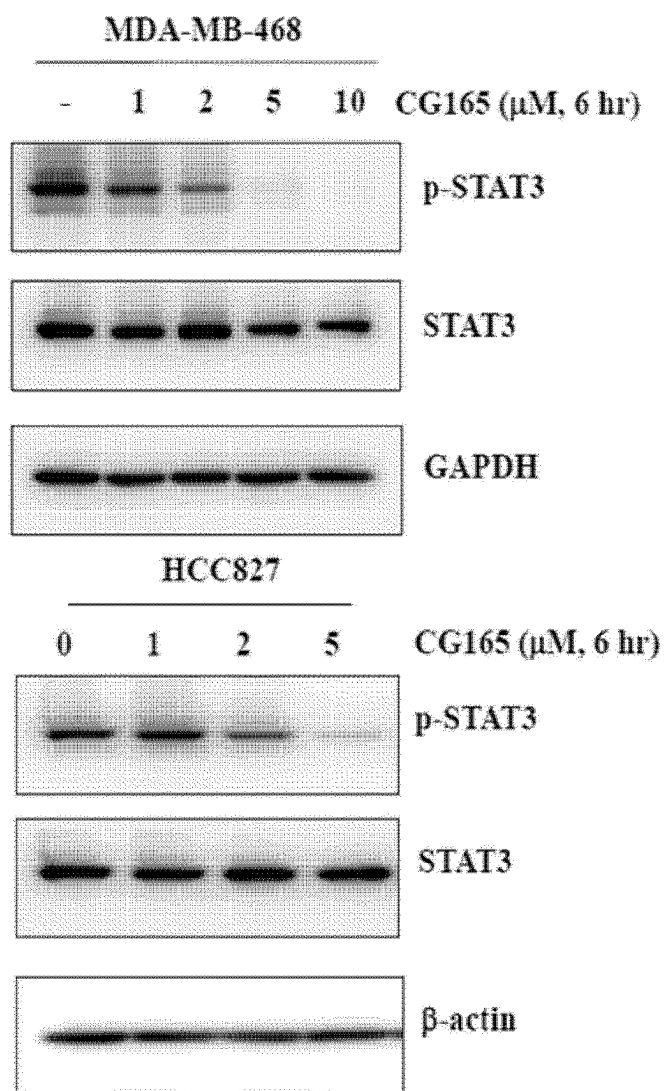 MDA-MB-468
- 1 2 5 10 CG165 (μM, 6 hr)
p-STAT3
STAT3
GAPDH
HCC827
0 1 2 5 CG165 (μM, 6 hr)
p-STAT3
STAT3
β-actin